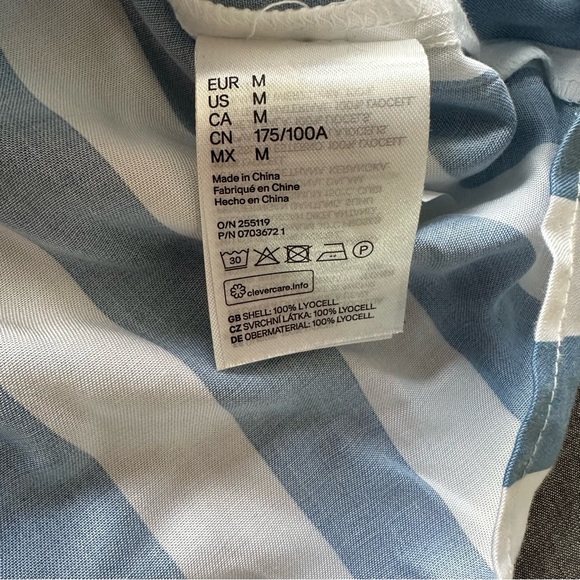 EUR M
US M
CA M
CN 175/100A
MX M
Made in China
Fabriqué en Chine
Hecho en China
O/N 255119
P/N 0703672 1
30 P
clevercare.info
GB SHELL: 100% LYOCELL
CZ SVRCHNÍ LÁTKA: 100% LYOCELL
DE OBERMATERIAL: 100% LYOCELL